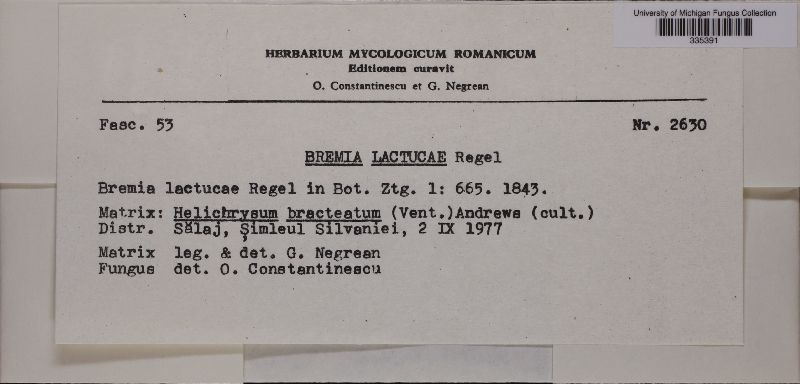 University of Michigan Fungus Collection
335391
HERBARIUM MYCOLOGICUM ROMANICUM
Editionem curavit
O. Constantinescu et G. Negrean
Fasc. 53 Nr. 2630
BREMIA LACTUCAE Regel
Bremia lactucae Regel in Bot. Ztg. 1: 665. 1843.
Matrix: Helichrysum bracteatum (Vent.)Andrews (cult.)
Distr. Sălaj, Șimleul Silvaniei, 2 IX 1977
Matrix leg. & det. G. Negrean
Fungus det. O. Constantinescu